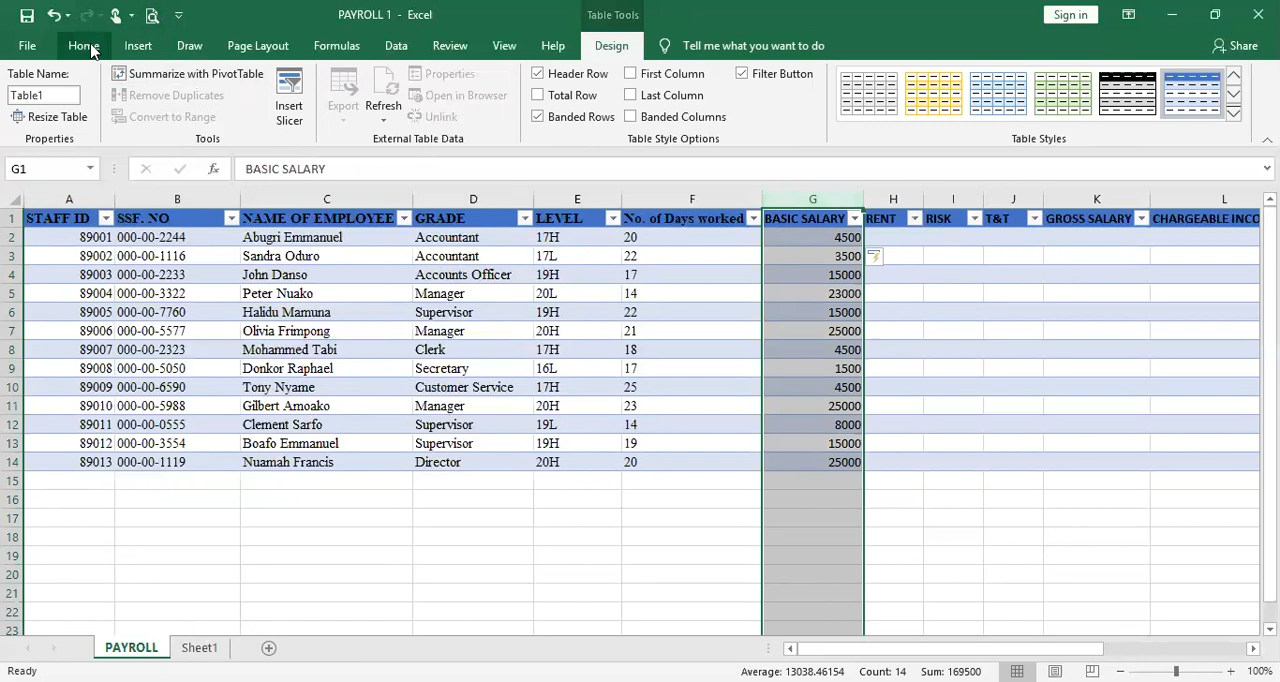 PAYROLL 1 - Excel
Table Tools
Sign in
File Home Insert Draw Page Layout Formulas Data Review View Help Design Tell me what you want to do Share
Table Name:
Table1
Resize Table
Properties
Summarize with PivotTable
Remove Duplicates
Convert to Range
Tools
Insert
Slicer
Export
Refresh
Properties
Open in Browser
Unlink
External Table Data
Header Row First Column Filter Button
Total Row Last Column
Banded Rows Banded Columns
Table Style Options
Table Styles
G1 fx BASIC SALARY
A B C D E F G H I J K L
1 STAFF ID SSF. NO NAME OF EMPLOYEE GRADE LEVEL No. of Days worked BASIC SALARY RENT RISK T&T GROSS SALARY CHARGEABLE INCO
2 89001 000-00-2244 Abugri Emmanuel Accountant 17H 20 4500
3 89002 000-00-1116 Sandra Oduro Accountant 17L 22 3500
4 89003 000-00-2233 John Danso Accounts Officer 19H 17 15000
5 89004 000-00-3322 Peter Nuako Manager 20L 14 23000
6 89005 000-00-7760 Halidu Mamuna Supervisor 19H 22 15000
7 89006 000-00-5577 Olivia Frimpong Manager 20H 21 25000
8 89007 000-00-2323 Mohammed Tabi Clerk 17H 18 4500
9 89008 000-00-5050 Donkor Raphael Secretary 16L 17 1500
10 89009 000-00-6590 Tony Nyame Customer Service 17H 25 4500
11 89010 000-00-5988 Gilbert Amoako Manager 20H 23 25000
12 89011 000-00-0555 Clement Sarfo Supervisor 19L 14 8000
13 89012 000-00-3554 Boafo Emmanuel Supervisor 19H 19 15000
14 89013 000-00-1119 Nuamah Francis Director 20H 20 25000
15
16
17
18
19
20
21
22
23
PAYROLL Sheet1
Ready Average: 13038.46154 Count: 14 Sum: 169500 100%